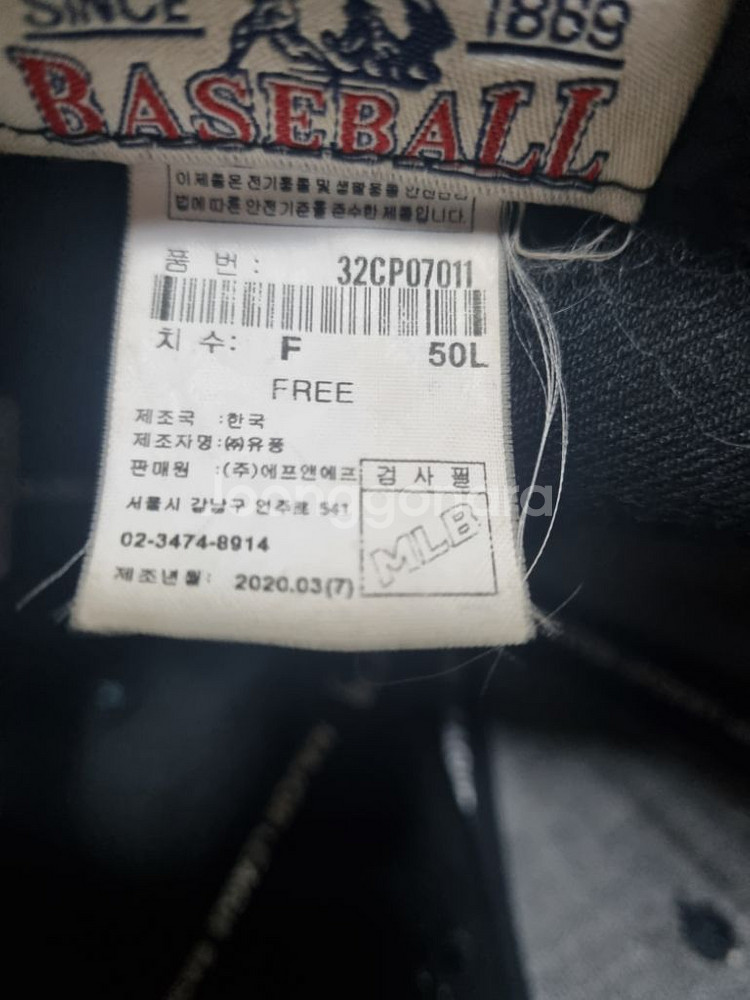 SINCE 1869
BASEBALL
이 제품은 전기용품 및 생활용품 안전관리
법에 따른 안전기준을 준수한 제품입니다.
품 번 : 32CP07011
치 수: F 50L
FREE
제조국 :한국
제조자명:㈜유풍
판매원 :(주)에프앤에프
검 사 필
서울시 강남구 언주로 541
MLB
02-3474-8914
제조년월: 2020.03(7)
joonggonara